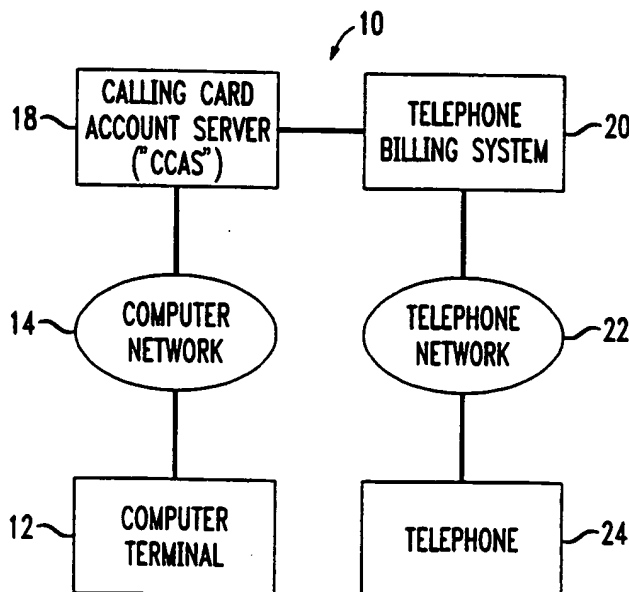 10
18
CALLING CARD
ACCOUNT SERVER
("CCAS")
TELEPHONE
BILLING SYSTEM
20
14
COMPUTER
NETWORK
TELEPHONE
NETWORK
22
12
COMPUTER
TERMINAL
TELEPHONE
24